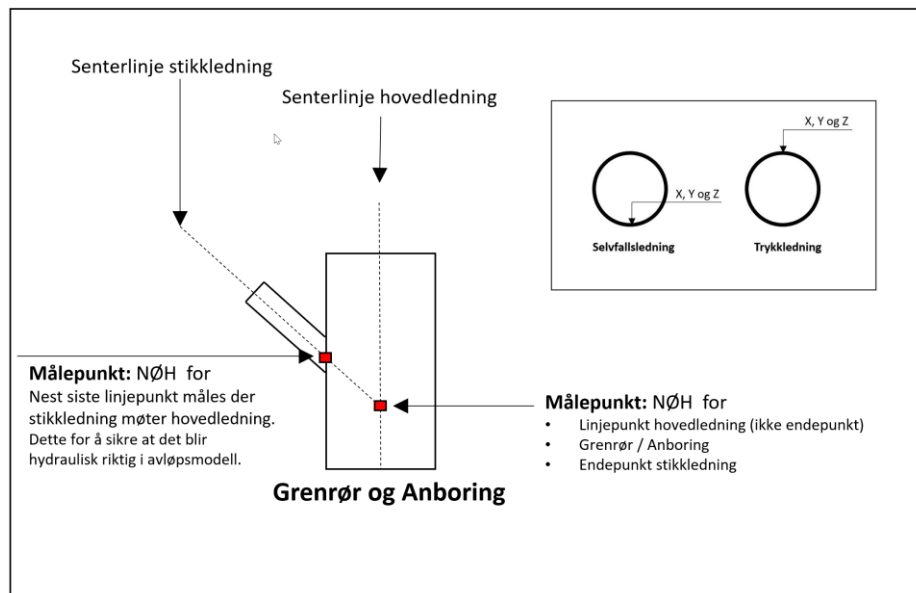 Senterlinje stikkledning
Senterlinje hovedledning
X, Y og Z
X, Y og Z
Selvfallsledning
Trykkledning
Målepunkt: NØH for
Nest siste linjepunkt måles der
stikkledning møter hovedledning.
Dette for å sikre at det blir
hydraulisk riktig i avløpsmodell.
Målepunkt: NØH for
• Linjepunkt hovedledning (ikke endepunkt)
• Grenrør / Anboring
• Endepunkt stikkledning
Grenrør og Anboring